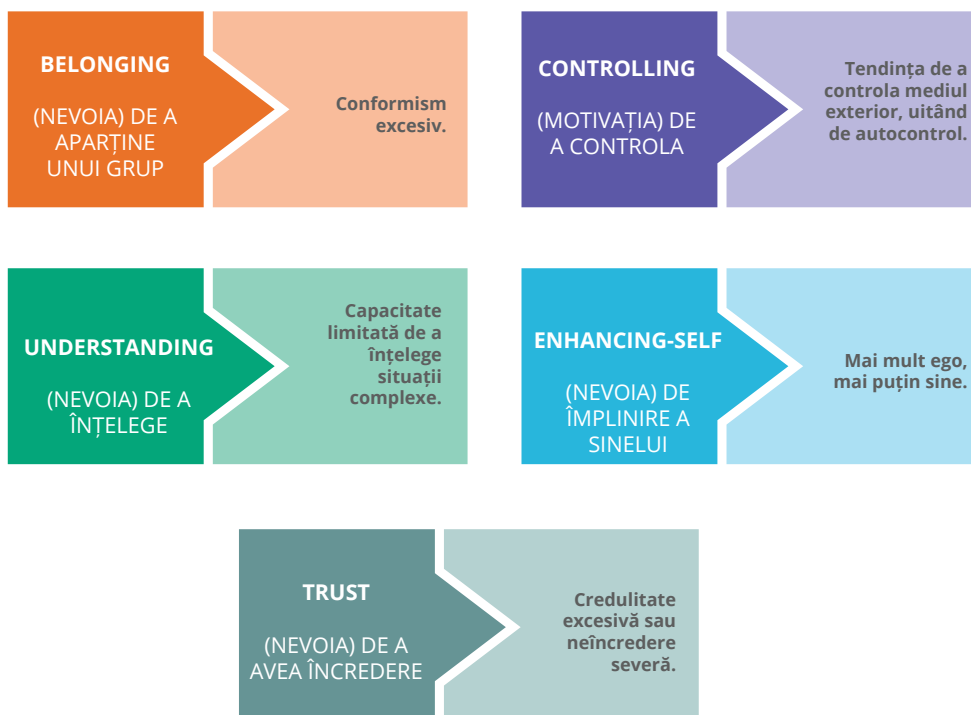 BELONGING
(NEVOIA) DE A
APARȚINE
UNUI GRUP
Conformism
excesiv.
CONTROLLING
(MOTIVAȚIA) DE
A CONTROLA
Tendința de a
controla mediul
exterior, uitând
de autocontrol.
UNDERSTANDING
(NEVOIA) DE A
ÎNȚELEGE
Capacitate
limitată de a
înțelege
situații
complexe.
ENHANCING-SELF
(NEVOIA) DE
ÎMPLINIRE A
SINELUI
Mai mult ego,
mai puțin sine.
TRUST
(NEVOIA) DE A
AVEA ÎNCREDERE
Credulitate
excesivă sau
neîncredere
severă.